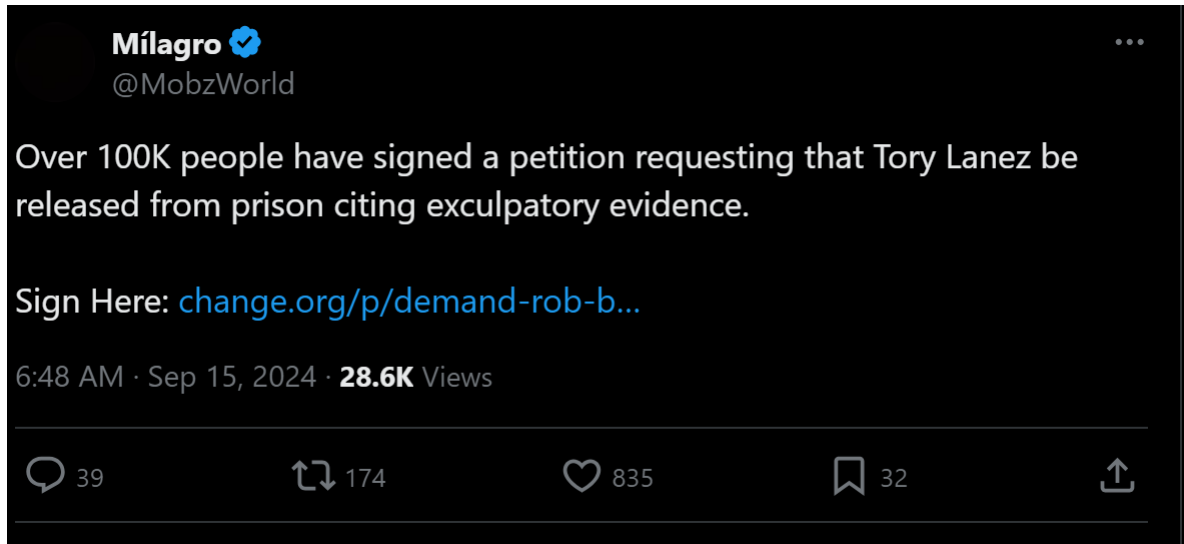 Mílagro
@MobzWorld
Over 100K people have signed a petition requesting that Tory Lanez be
released from prison citing exculpatory evidence.
Sign Here: change.org/p/demand-rob-b...
6:48 AM · Sep 15, 2024 · 28.6K Views
39 174 835 32